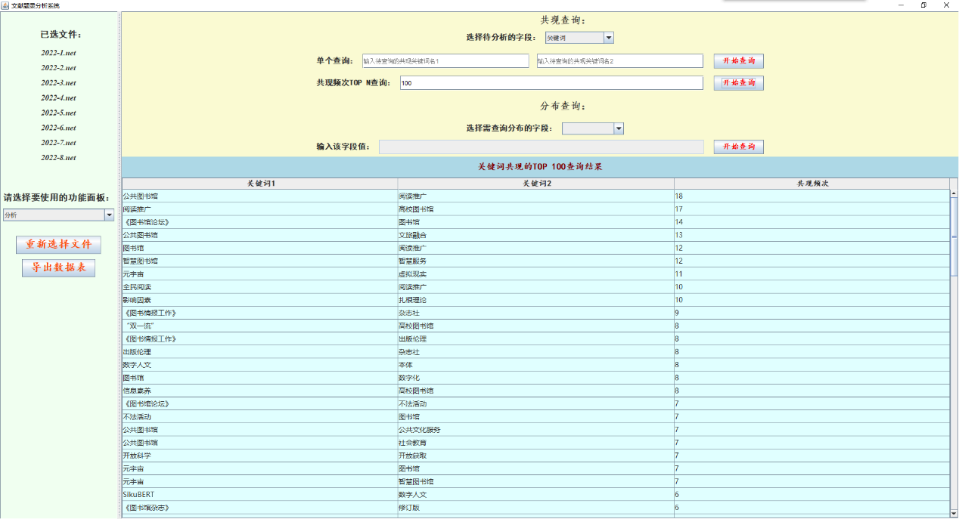 文献题录分析系统
已选文件：
2022-1.net
2022-2.net
2022-3.net
2022-4.net
2022-5.net
2022-6.net
2022-7.net
2022-8.net
请选择要使用的功能面板：
分析
重新选择文件
导出数据表
共现查询：
选择待分析的字段： 关键词
单个查询： 输入待查询的共现关键词名1 输入待查询的共现关键词名2 开始查询
共现频次TOP N查询： 100 开始查询
分布查询：
选择需查询分布的字段：
输入该字段值： 开始查询
关键词共现的TOP 100查询结果
关键词1 关键词2 共现频次
公共图书馆 阅读推广 18
阅读推广 高校图书馆 17
《图书馆论坛》 图书馆 14
公共图书馆 文旅融合 13
图书馆 阅读推广 12
智慧图书馆 智慧服务 12
元宇宙 虚拟现实 11
全民阅读 阅读推广 10
影响因素 扎根理论 10
《图书情报工作》 杂志社 9
“双一流” 高校图书馆 8
《图书情报工作》 出版伦理 8
出版伦理 杂志社 8
数字人文 本体 8
图书馆 数字化 8
信息素养 高校图书馆 8
《图书馆论坛》 不法活动 7
不法活动 图书馆 7
公共图书馆 公共文化服务 7
公共图书馆 社会教育 7
开放科学 开放获取 7
元宇宙 图书馆 7
元宇宙 智慧图书馆 7
SikuBERT 数字人文 6
《图书馆杂志》 修订版 6